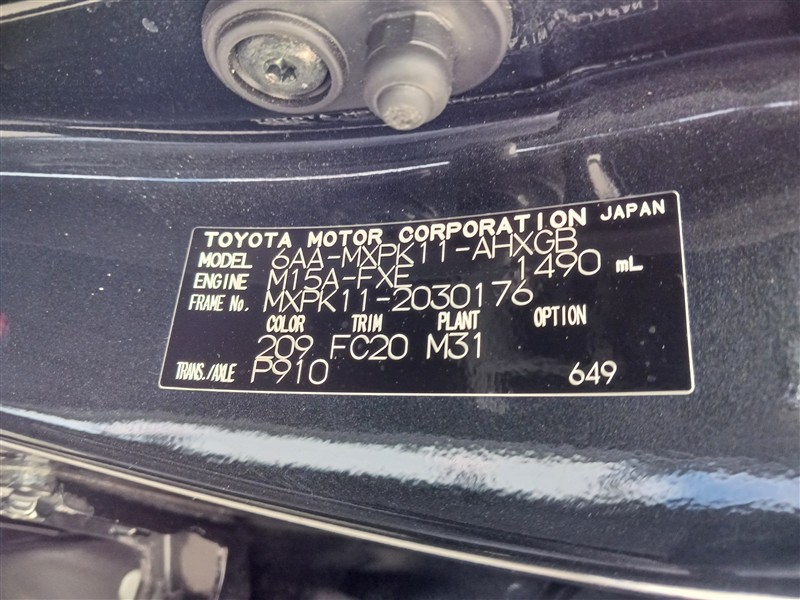 TOYOTA MOTOR CORPORATION JAPAN
MODEL 6AA-MXPK11-AHXGB
ENGINE M15A-FXE 1490 mL
FRAME No. MXPK11-2030176
COLOR TRIM PLANT OPTION
209 FC20 M31
TRANS./AXLE P910 649